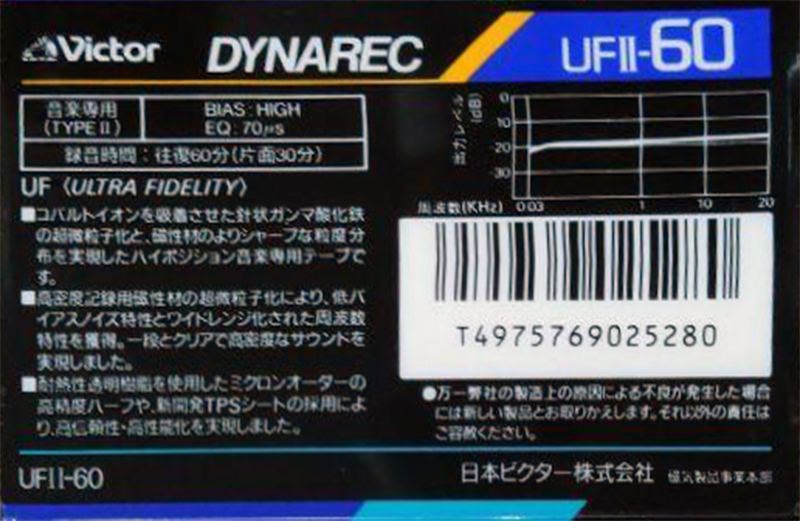 Victor DYNAREC UFII-60
音楽専用
(TYPE II)
BIAS:HIGH
EQ:70μs
録音時間:往復60分(片面30分)
UF〈ULTRA FIDELITY〉
■コバルトイオンを吸着させた針状ガンマ酸化鉄
の超微粒子化と、磁性材のよりシャープな粒度分
布を実現したハイポジション音楽専用テープで
す。
■高密度記録用磁性材の超微粒子化により、低バ
イアスノイズ特性とワイドレンジ化された周波数
特性を獲得。一段とクリアで高密度なサウンドを
実現しました。
■耐熱性透明樹脂を使用したミクロンオーダーの
高精度ハーフや、新開発TPSシートの採用によ
り、高信頼性・高性能化を実現しました。
出力レベル(dB)
0
-10
-20
-30
周波数(KHz) 0.03 1 10 20
T4975769025280
●万一弊社の製造上の原因による不良が発生した場合
には新しい製品とお取りかえします。それ以外の責任は
ご容赦ください。
UFII-60
日本ビクター株式会社 磁気製品事業本部